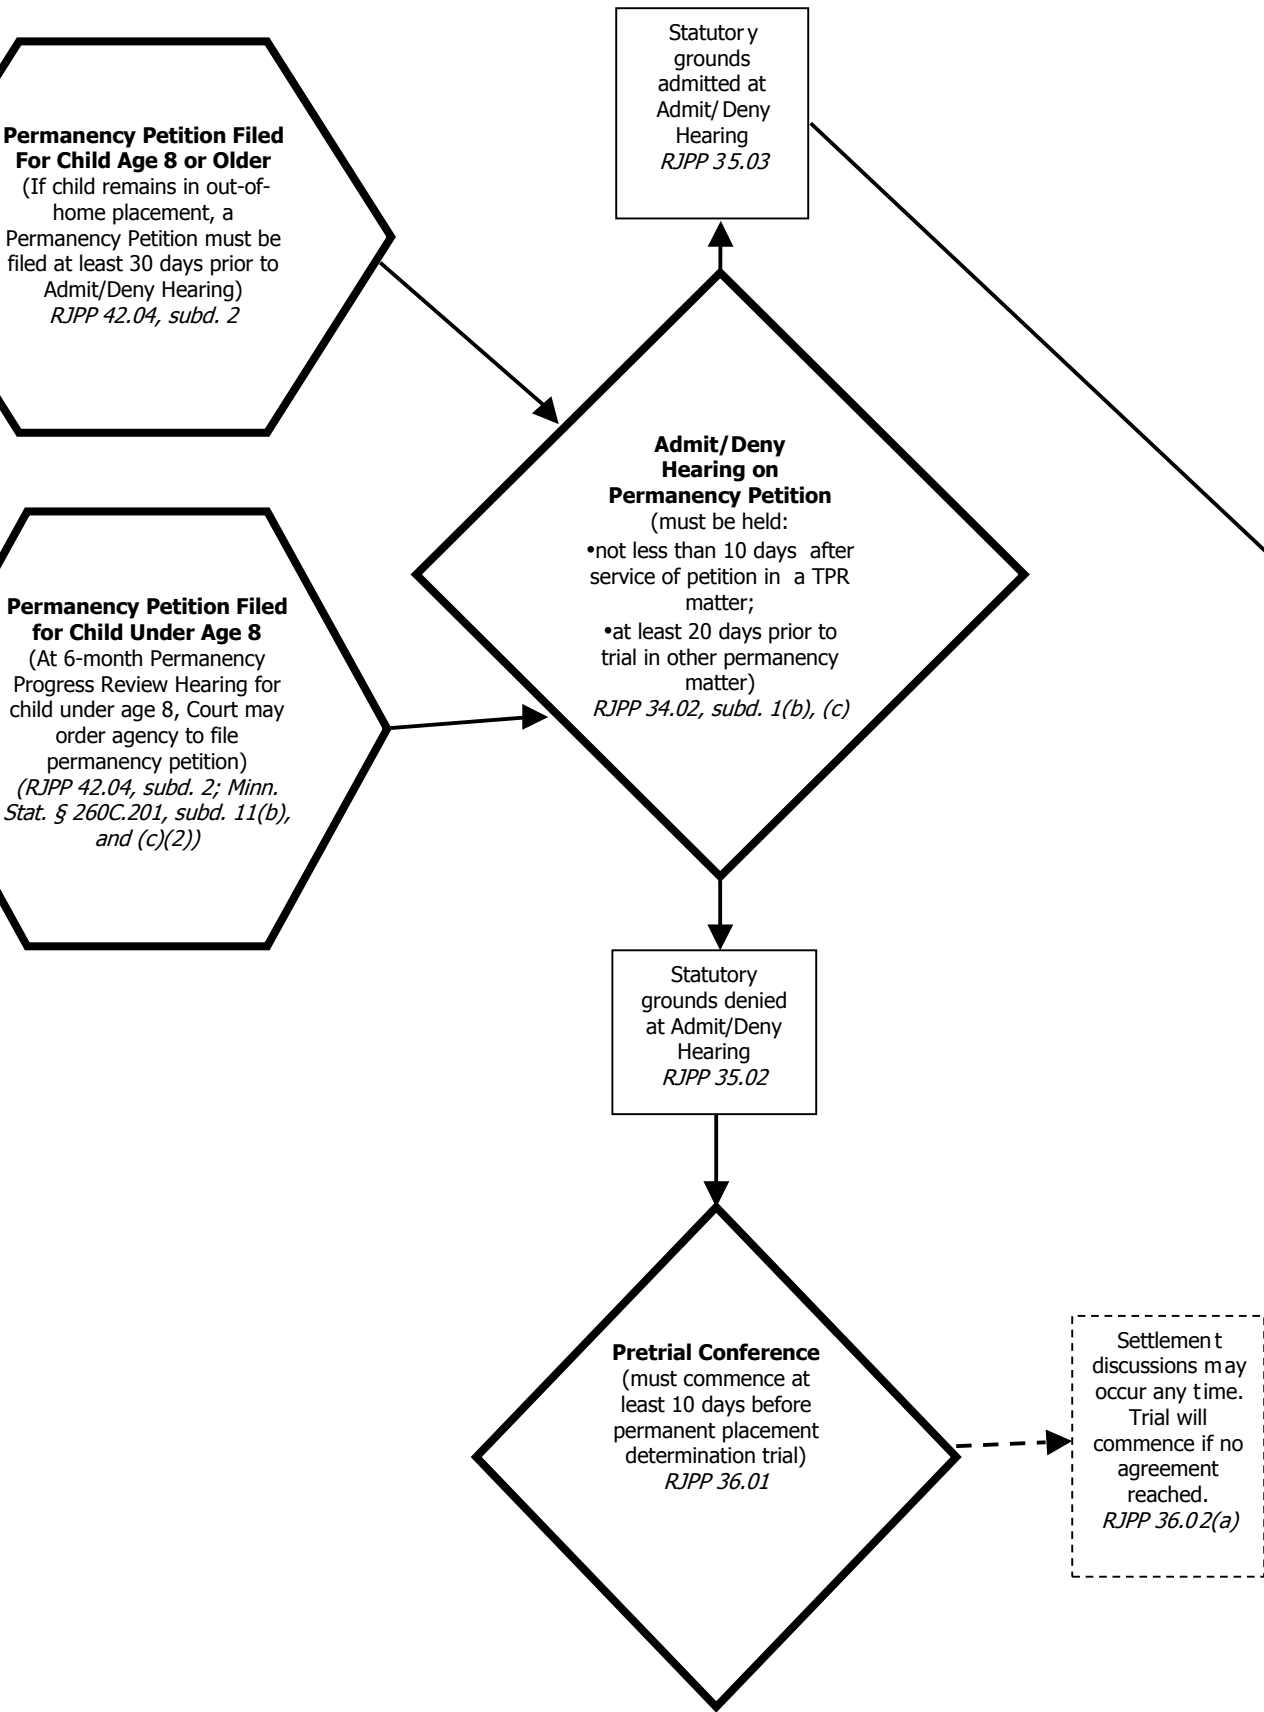 Statutory
grounds
admitted at
Admit/Deny
Hearing
RJPP 35.03
Permanency Petition Filed
For Child Age 8 or Older
(If child remains in out-of-
home placement, a
Permanency Petition must be
filed at least 30 days prior to
Admit/Deny Hearing)
RJPP 42.04, subd. 2
Admit/Deny
Hearing on
Permanency Petition
(must be held:
•not less than 10 days after
service of petition in a TPR
matter;
•at least 20 days prior to
trial in other permanency
matter)
RJPP 34.02, subd. 1(b), (c)
Permanency Petition Filed
for Child Under Age 8
(At 6-month Permanency
Progress Review Hearing for
child under age 8, Court may
order agency to file
permanency petition)
(RJPP 42.04, subd. 2; Minn.
Stat. § 260C.201, subd. 11(b),
and (c)(2))
Statutory
grounds denied
at Admit/Deny
Hearing
RJPP 35.02
Pretrial Conference
(must commence at
least 10 days before
permanent placement
determination trial)
RJPP 36.01
Settlement
discussions may
occur any time.
Trial will
commence if no
agreement
reached.
RJPP 36.02(a)